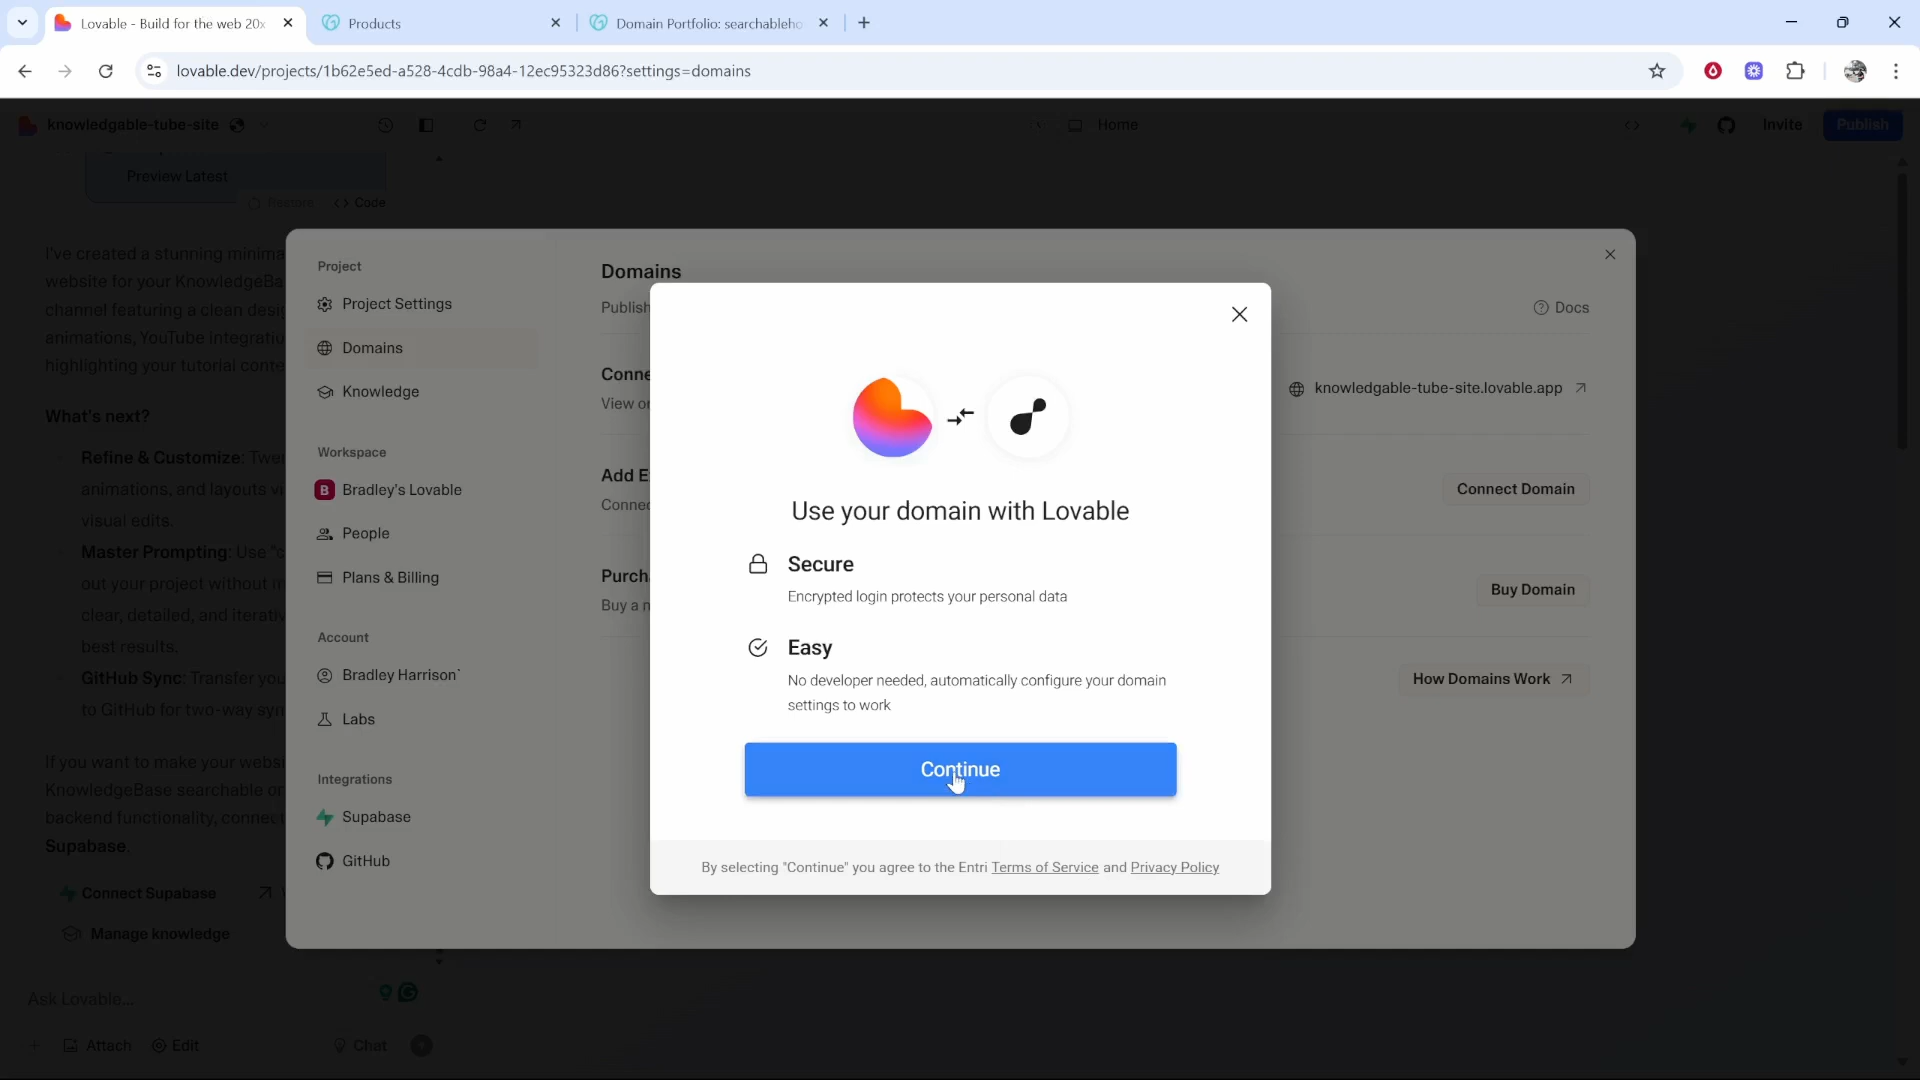 Lovable - Build for the web 20x
Products
Domain Portfolio: searchableho
lovable.dev/projects/1b62e5ed-a528-4cdb-98a4-12ec95323d86?settings=domains
knowledgable-tube-site
Home
Invite
Publish
Preview Latest
Restore
Code
I've created a stunning minima
website for your KnowledgeBa
channel featuring a clean desi
animations, YouTube integratio
highlighting your tutorial conte
What's next?
Refine & Customize: Twe
animations, and layouts vi
visual edits.
Master Prompting: Use "c
out your project without
clear, detailed, and iterativ
best results.
GitHub Sync: Transfer you
to GitHub for two-way syn
If you want to make your websi
KnowledgeBase searchable or
backend functionality, connect
Supabase.
Connect Supabase
Manage knowledge
Ask Lovable...
Attach
Edit
Chat
Project
Project Settings
Domains
Knowledge
Workspace
B Bradley's Lovable
People
Plans & Billing
Account
Bradley Harrison`
Labs
Integrations
Supabase
GitHub
Domains
Publish
Docs
Conne
View o
knowledgable-tube-site.lovable.app
Add E
Connec
Connect Domain
Purch
Buy a n
Buy Domain
How Domains Work
Use your domain with Lovable
Secure
Encrypted login protects your personal data
Easy
No developer needed, automatically configure your domain
settings to work
Continue
By selecting "Continue" you agree to the Entri Terms of Service and Privacy Policy